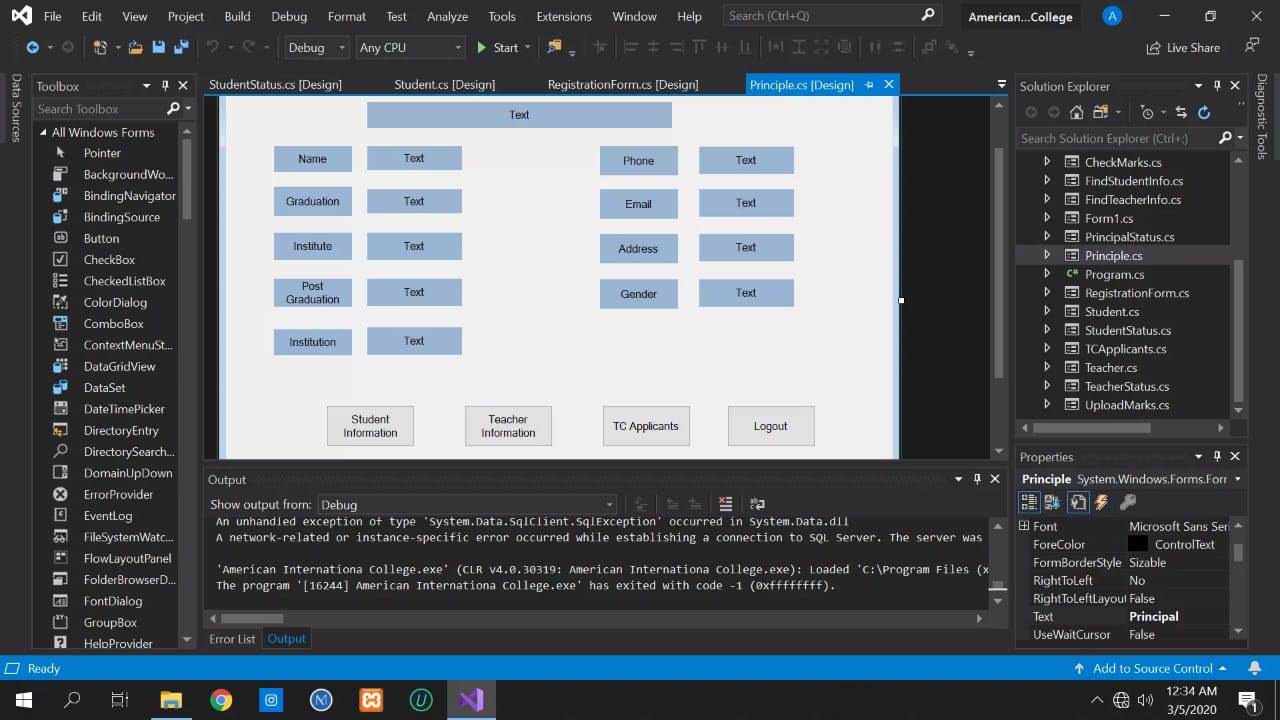 File Edit View Project Build Debug Format Test Analyze Tools Extensions Window Help Search (Ctrl+Q) American...College A
Debug Any CPU Start Live Share
Data Sources
Toolbox
Search Toolbox
All Windows Forms
Pointer
BackgroundWo...
BindingNavigator
BindingSource
Button
CheckBox
CheckedListBox
ColorDialog
ComboBox
ContextMenuSt...
DataGridView
DataSet
DateTimePicker
DirectoryEntry
DirectorySearch...
DomainUpDown
ErrorProvider
EventLog
FileSystemWatc...
FlowLayoutPanel
FolderBrowserD...
FontDialog
GroupBox
HelpProvider
StudentStatus.cs [Design] Student.cs [Design] RegistrationForm.cs [Design] Principle.cs [Design]
Text
Name Text Phone Text
Graduation Text Email Text
Institute Text Address Text
Post
Graduation Text Gender Text
Institution Text
Student
Information
Teacher
Information
TC Applicants
Logout
Output
Show output from: Debug
An unhandled exception of type 'System.Data.SqlClient.SqlException' occurred in System.Data.dll
A network-related or instance-specific error occurred while establishing a connection to SQL Server. The server was
'American Internationa College.exe' (CLR v4.0.30319: American Internationa College.exe): Loaded 'C:\Program Files (x
The program '[16244] American Internationa College.exe' has exited with code -1 (0xffffffff).
Error List Output
Solution Explorer
Search Solution Explorer (Ctrl+;)
CheckMarks.cs
FindStudentInfo.cs
FindTeacherInfo.cs
Form1.cs
PrincipalStatus.cs
Principle.cs
C# Program.cs
RegistrationForm.cs
Student.cs
StudentStatus.cs
TCApplicants.cs
Teacher.cs
TeacherStatus.cs
UploadMarks.cs
Properties
Principle System.Windows.Forms.Forr
Font Microsoft Sans Seri
ForeColor ControlText
FormBorderStyle Sizable
RightToLeft No
RightToLeftLayout False
Text Principal
UseWaitCursor False
Diagnostic Tools
Ready Add to Source Control
12:34 AM
3/5/2020
1